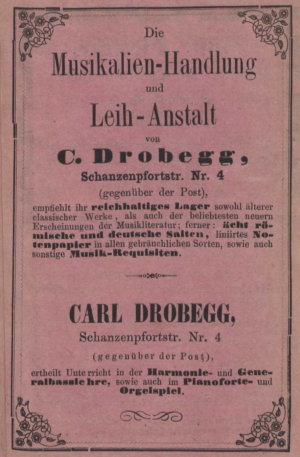 Die
Musikalien-Handlung
und
Leih-Anstalt
von
C. Drobegg,
Schanzenpfortstr. Nr. 4
(gegenüber der Post),
empfiehlt ihr reichhaltiges Lager sowohl älterer
classischer Werke, als auch der beliebtesten neuern
Erscheinungen der Musikliteratur; ferner: ächt rö-
mische und deutsche Saiten, liniirtes No-
tenpapier in allen gebräuchlichen Sorten, sowie auch
sonstige Musik-Requisiten.
CARL DROBEGG,
Schanzenpfortstr. Nr. 4
(gegenüber der Post),
ertheilt Unterricht in der Harmonie- und Gene-
ralbasslehre, sowie auch im Pianoforte- und
Orgelspiel.